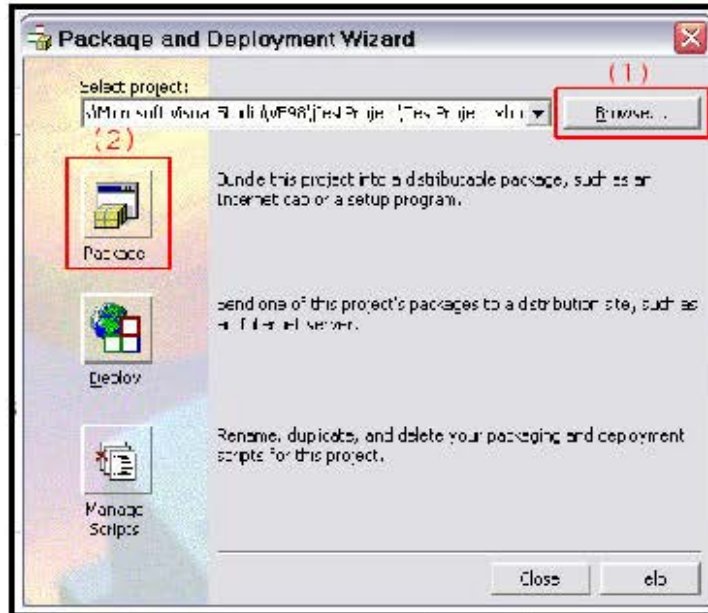 Package and Deployment Wizard
(1)
Select project:
Browse...
(2)
Bundle this project into a distributable package, such as an
Internet cab or a setup program.
Package
Send one of this project's packages to a distribution site, such as
an Internet server.
Deploy
Rename, duplicate, and delete your packaging and deployment
scripts for this project.
Manage
Scripts
Close
Help